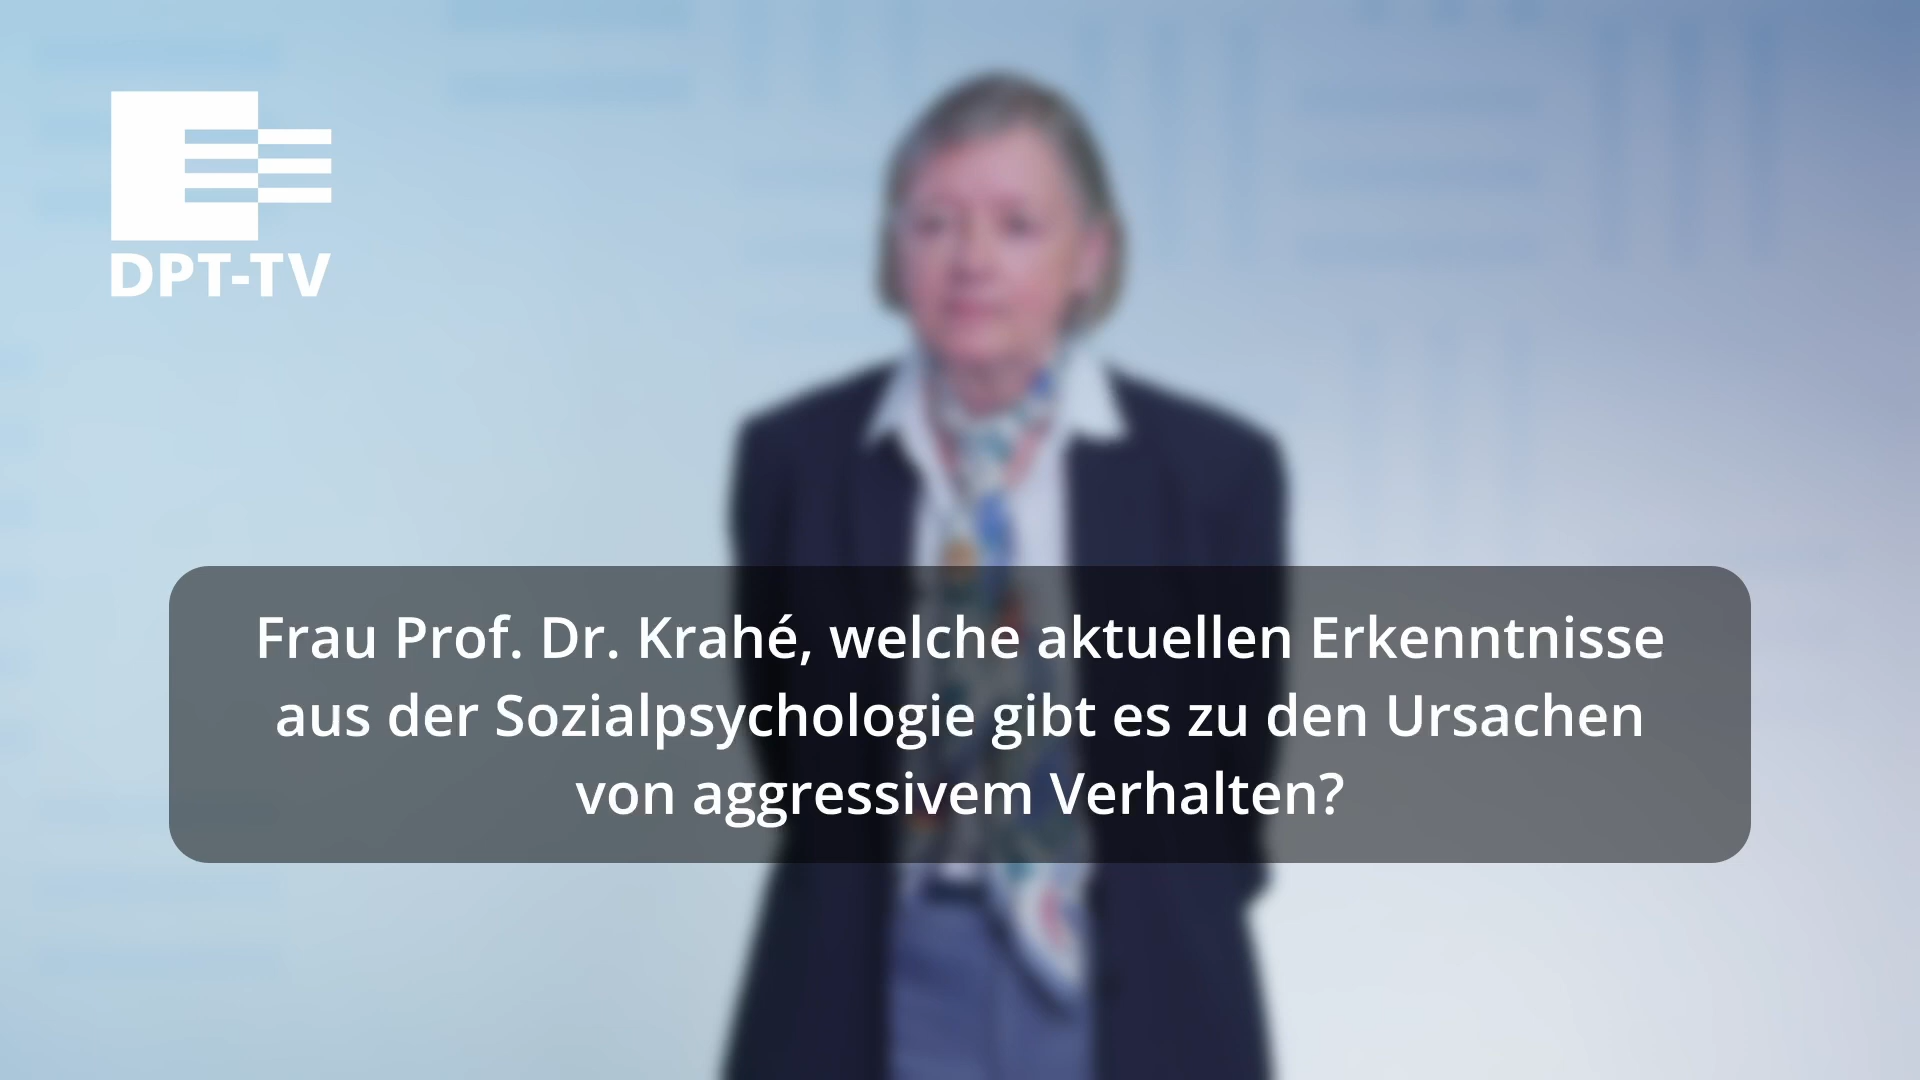 DPT-TV
Frau Prof. Dr. Krahé, welche aktuellen Erkenntnisse
aus der Sozialpsychologie gibt es zu den Ursachen
von aggressivem Verhalten?